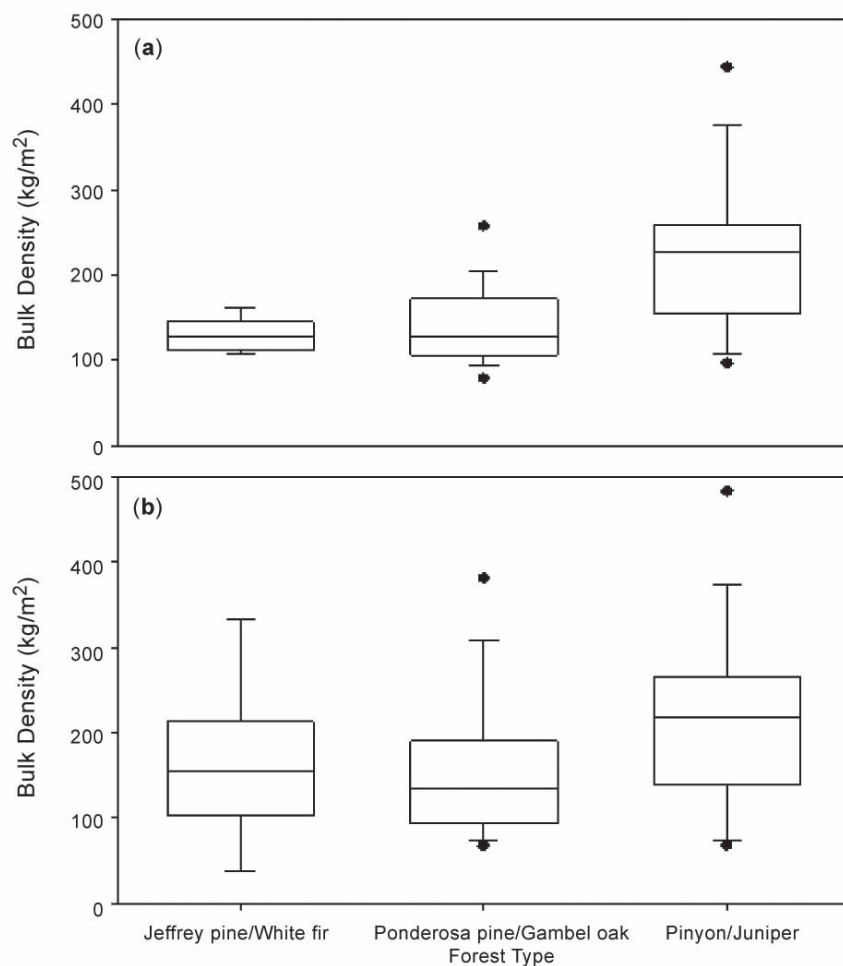 (a)
Bulk Density (kg/m2)
500
400
300
200
100
0
(b)
Bulk Density (kg/m2)
500
400
300
200
100
0
Jeffrey pine/White fir Ponderosa pine/Gambel oak Pinyon/Juniper
Forest Type